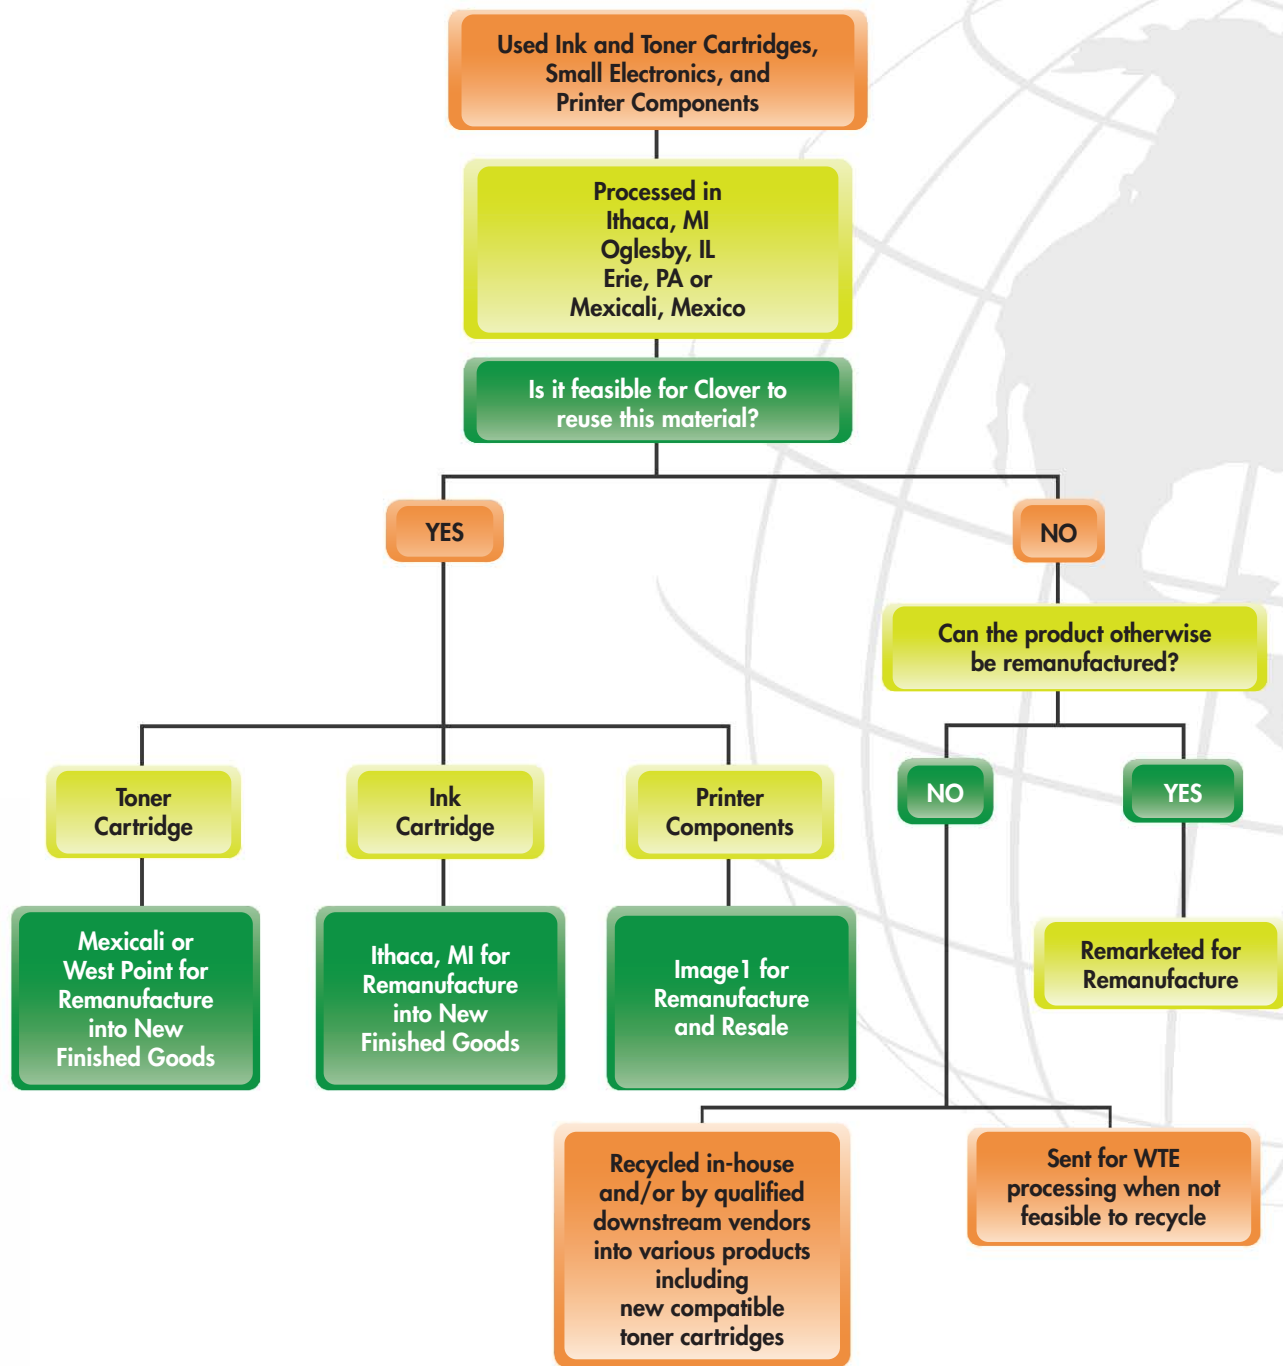 Used Ink and Toner Cartridges,
Small Electronics, and
Printer Components
Processed in
Ithaca, MI
Oglesby, IL
Erie, PA or
Mexicali, Mexico
Is it feasible for Clover to
reuse this material?
YES
NO
Can the product otherwise
be remanufactured?
NO
YES
Toner
Cartridge
Ink
Cartridge
Printer
Components
Mexicali or
West Point for
Remanufacture
into New
Finished Goods
Ithaca, MI for
Remanufacture
into New
Finished Goods
Image1 for
Remanufacture
and Resale
Remarketed for
Remanufacture
Recycled in-house
and/or by qualified
downstream vendors
into various products
including
new compatible
toner cartridges
Sent for WTE
processing when not
feasible to recycle